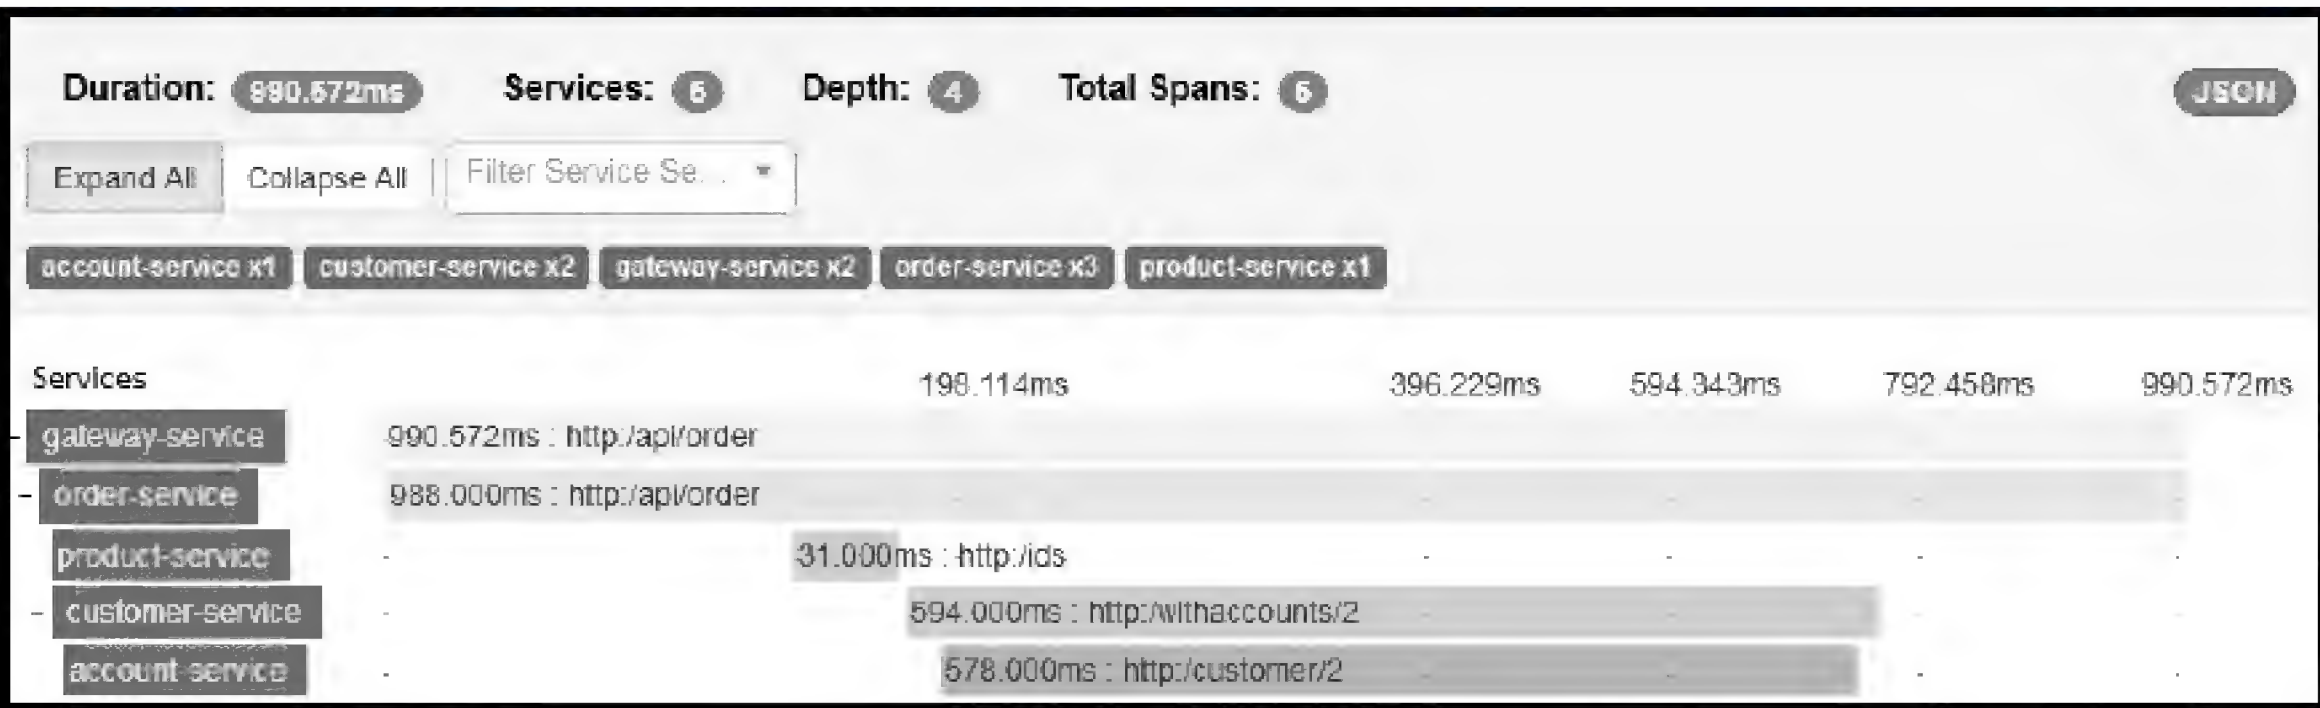 Duration: 990.572ms Services: 5 Depth: 4 Total Spans: 5 JSON
Expand All Collapse All Filter Service Se...
account-service x1 customer-service x2 gateway-service x2 order-service x3 product-service x1
Services 198.114ms 396.229ms 594.343ms 792.458ms 990.572ms
gateway-service 990.572ms : http:/api/order
order-service 988.000ms : http:/api/order
product-service 31.000ms : http:/ids
customer-service 594.000ms : http:/withaccounts/2
account-service 578.000ms : http:/customer/2